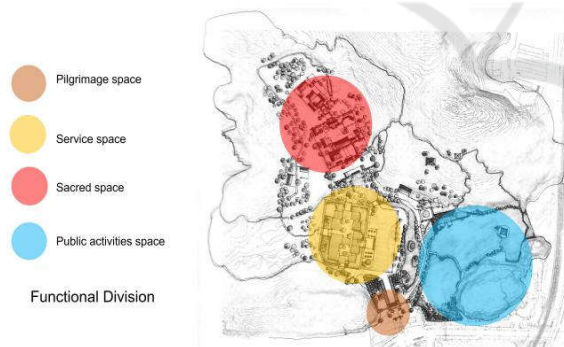 Pilgrimage space
Service space
Sacred space
Public activities space
Functional Division